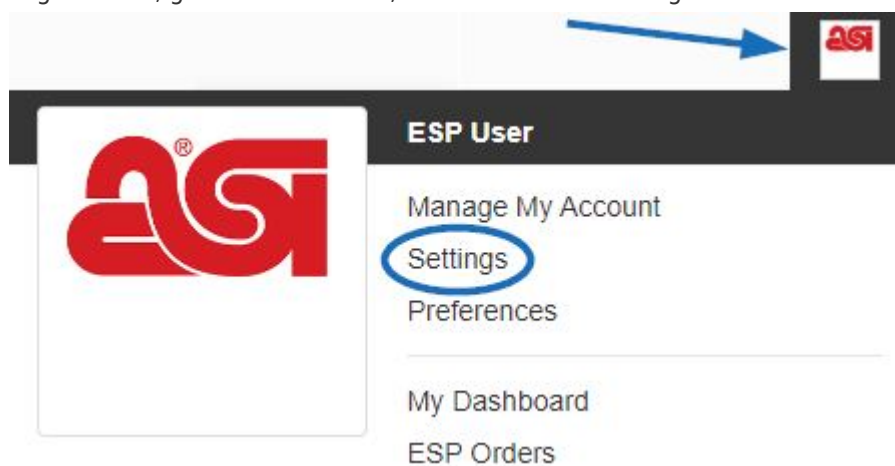 asi
ESP User
®
asi
Manage My Account
Settings
Preferences
My Dashboard
ESP Orders